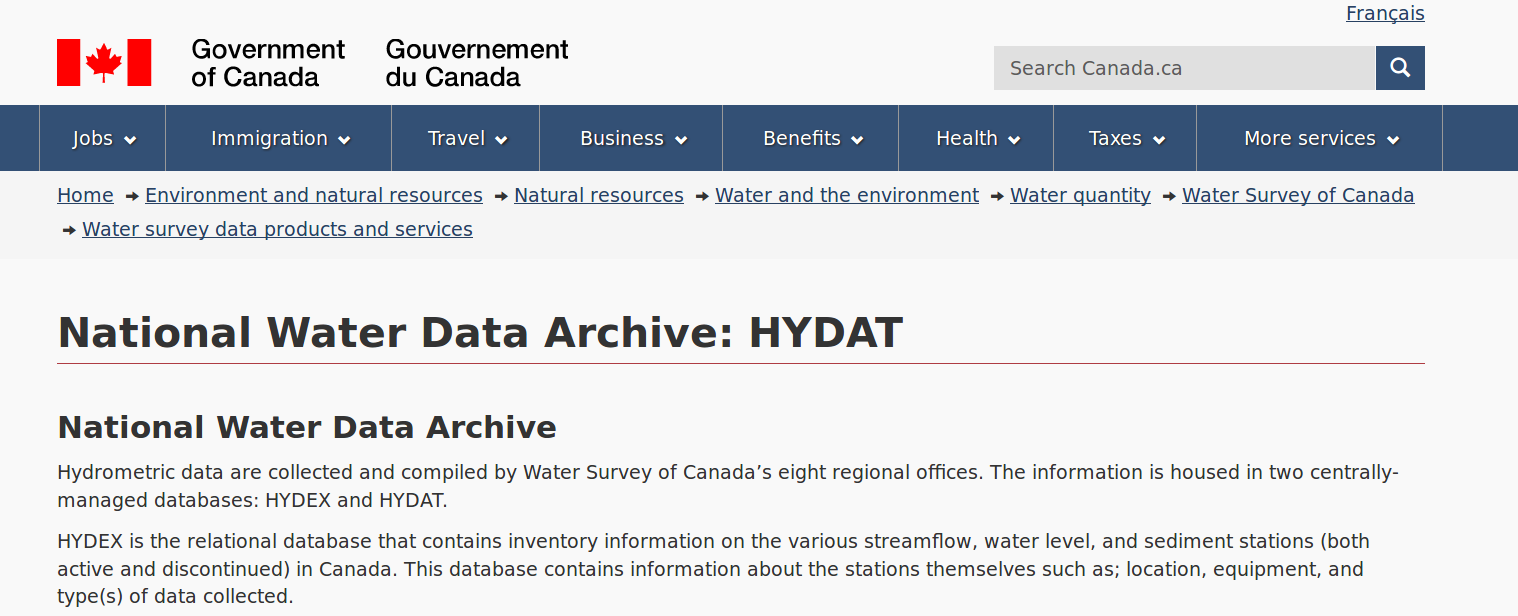 Français
Government
of Canada
Gouvernement
du Canada
Search Canada.ca
Jobs Immigration Travel Business Benefits Health Taxes More services
Home Environment and natural resources Natural resources Water and the environment Water quantity Water Survey of Canada
Water survey data products and services
National Water Data Archive: HYDAT
National Water Data Archive
Hydrometric data are collected and compiled by Water Survey of Canada’s eight regional offices. The information is housed in two centrally-
managed databases: HYDEX and HYDAT.
HYDEX is the relational database that contains inventory information on the various streamflow, water level, and sediment stations (both
active and discontinued) in Canada. This database contains information about the stations themselves such as; location, equipment, and
type(s) of data collected.